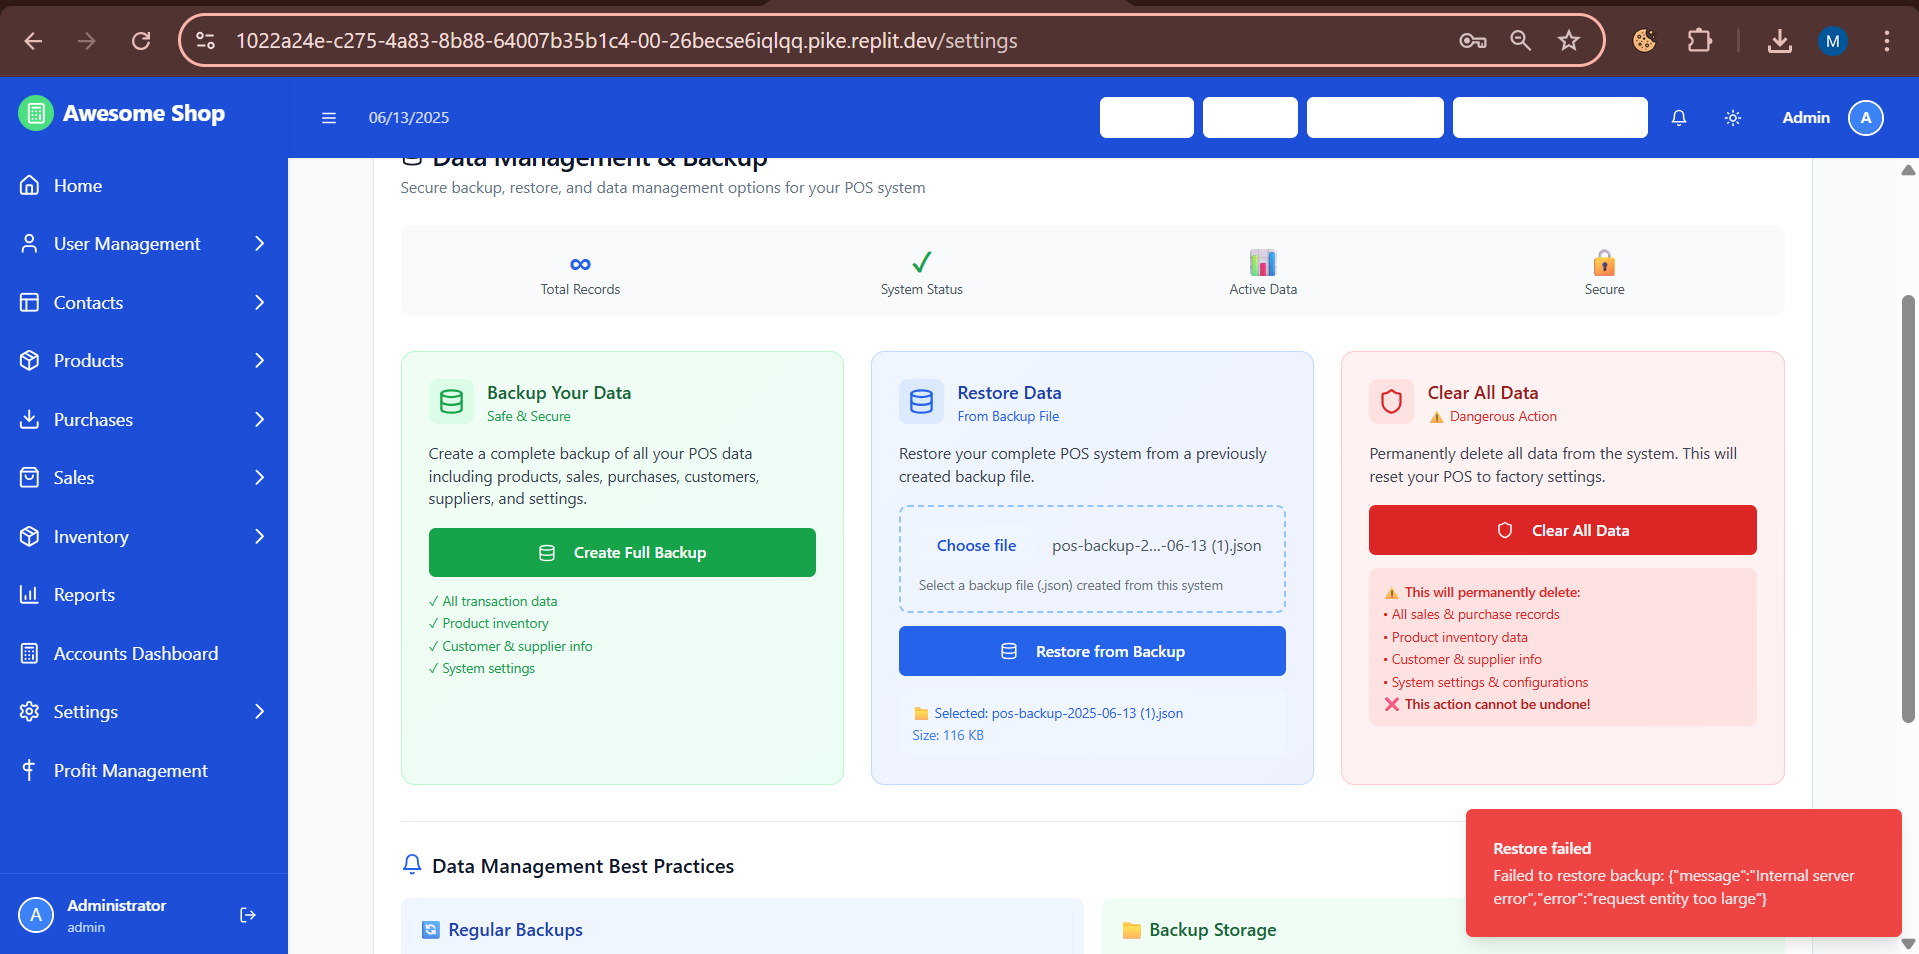 1022a24e-c275-4a83-8b88-64007b35b1c4-00-26becse6iqlqq.pike.replit.dev/settings
M
Awesome Shop
06/13/2025
Admin
A
Home
User Management
Contacts
Products
Purchases
Sales
Inventory
Reports
Accounts Dashboard
Settings
Profit Management
A
Administrator
admin
Data Management & Backup
Secure backup, restore, and data management options for your POS system
∞
Total Records
✓
System Status
Active Data
Secure
Backup Your Data
Safe & Secure
Create a complete backup of all your POS data
including products, sales, purchases, customers,
suppliers, and settings.
Create Full Backup
✓ All transaction data
✓ Product inventory
✓ Customer & supplier info
✓ System settings
Restore Data
From Backup File
Restore your complete POS system from a previously
created backup file.
Choose file pos-backup-2...-06-13 (1).json
Select a backup file (.json) created from this system
Restore from Backup
📁 Selected: pos-backup-2025-06-13 (1).json
Size: 116 KB
Clear All Data
⚠️ Dangerous Action
Permanently delete all data from the system. This will
reset your POS to factory settings.
Clear All Data
⚠️ This will permanently delete:
• All sales & purchase records
• Product inventory data
• Customer & supplier info
• System settings & configurations
❌ This action cannot be undone!
Data Management Best Practices
🔄 Regular Backups
📁 Backup Storage
Restore failed
Failed to restore backup: {"message":"Internal server
error","error":"request entity too large"}